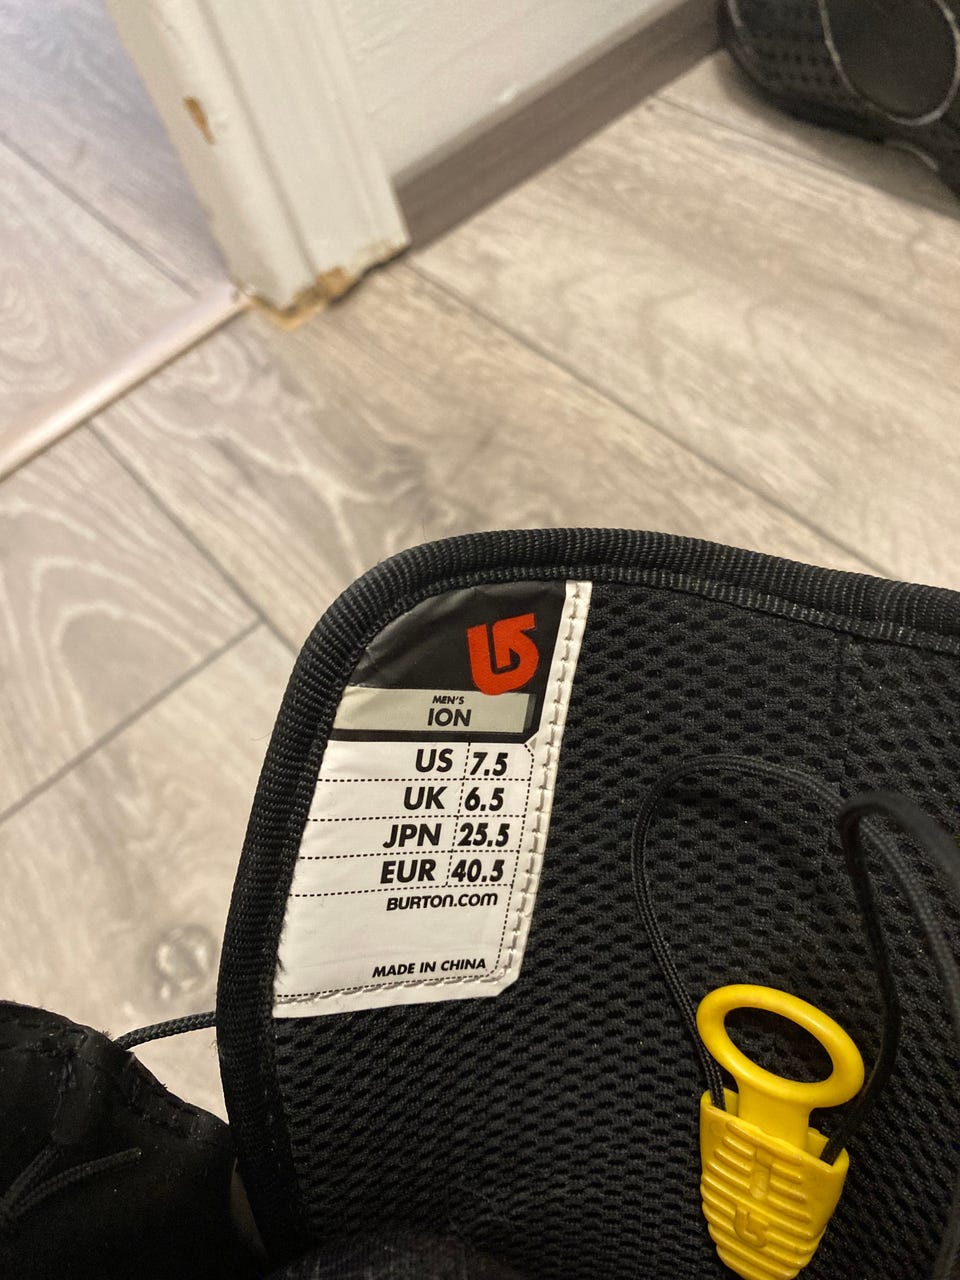 MEN'S
ION
US 7.5
UK 6.5
JPN 25.5
EUR 40.5
BURTON.COM
MADE IN CHINA